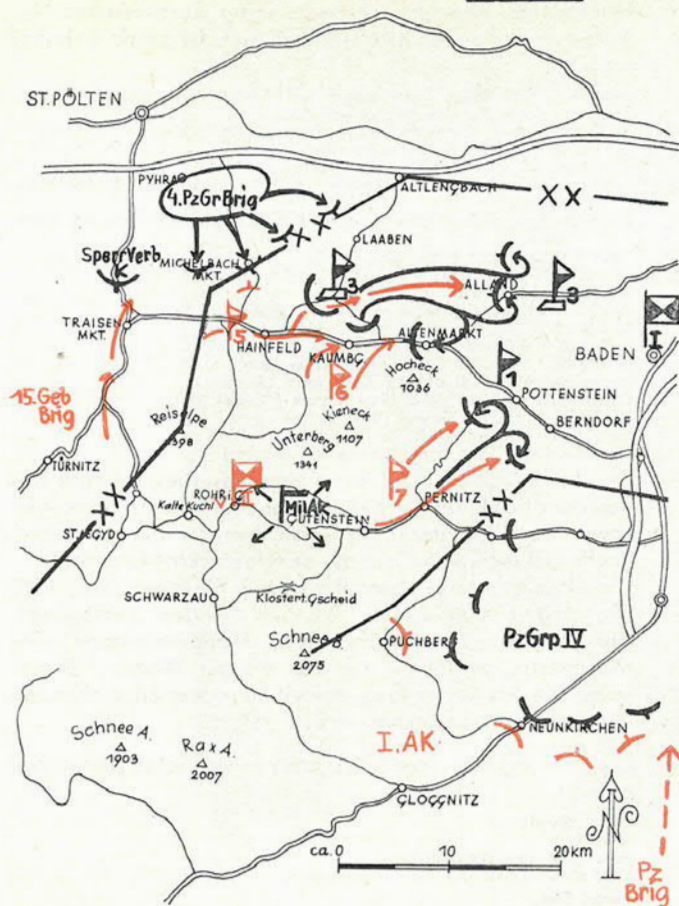 ST. PÖLTEN
PYHRA
4.PzGrBrig
ALTLENGBACH
XX
XX
LAABEN
SperrVerb
MICHELBACH
MKT.
3
ALLAND
3
I
TRAISEN
MKT.
5
HAINFELD
KAUMBG.
ALTENMARKT
BADEN
6
Hocheck
1036
1
POTTENSTEIN
15.Geb
Brig
Reisalpe
1398
Kieneck
1107
BERNDORF
Unterberg
1341
TÜRNITZ
7
XX
ROHR i G
II
MilAk
PERNITZ
XX
Kalte Kuchl
GUTENSTEIN
ST.AEGYD
SCHWARZAU
Klostert.Gscheid
Schnee B.
2075
PUCHBERG
PzGrp IV
Schnee A.
1903
Rax A.
2007
I.AK
NEUNKIRCHEN
GLOGGNITZ
N
ca. 0 10 20 km
Pz
Brig